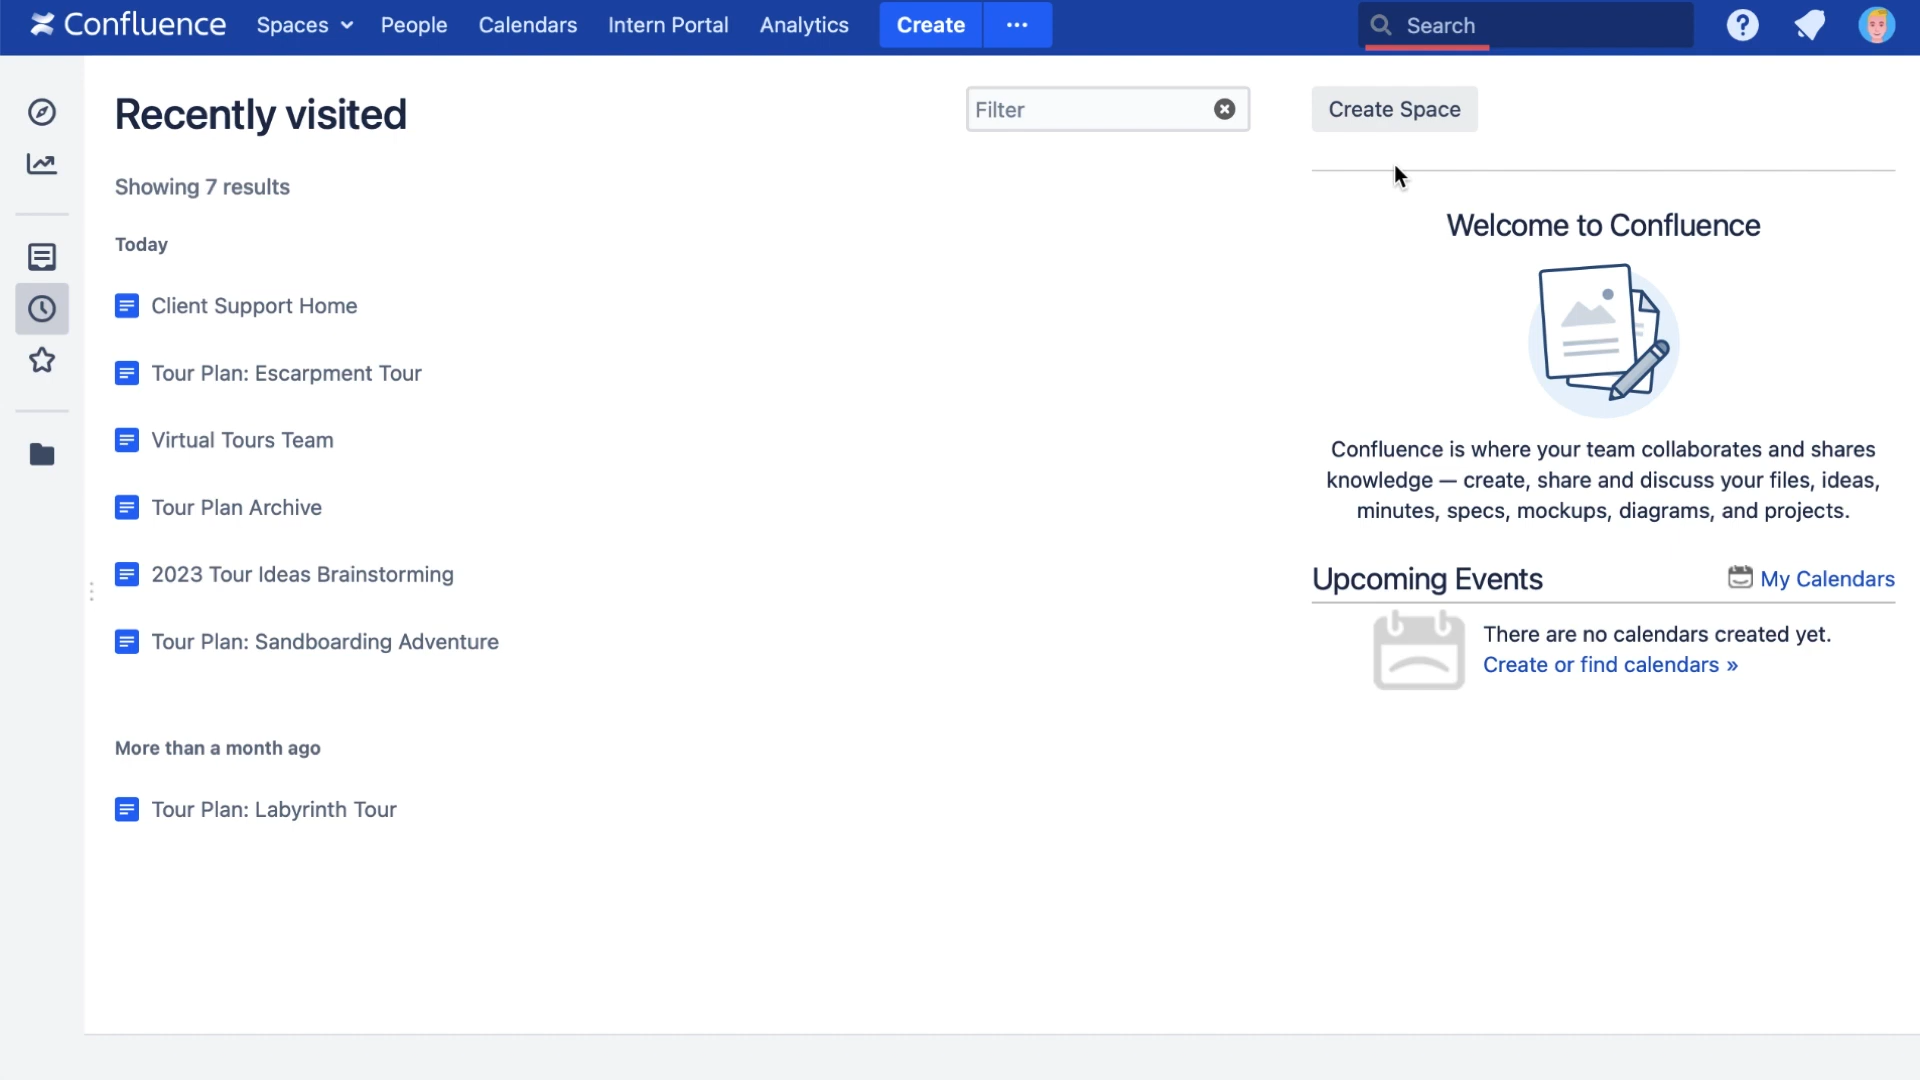 Confluence Spaces People Calendars Intern Portal Analytics Create ··· Search
Recently visited
Filter
Create Space
Showing 7 results
Today
Client Support Home
Tour Plan: Escarpment Tour
Virtual Tours Team
Tour Plan Archive
2023 Tour Ideas Brainstorming
Tour Plan: Sandboarding Adventure
More than a month ago
Tour Plan: Labyrinth Tour
Welcome to Confluence
Confluence is where your team collaborates and shares
knowledge — create, share and discuss your files, ideas,
minutes, specs, mockups, diagrams, and projects.
Upcoming Events
My Calendars
There are no calendars created yet.
Create or find calendars »